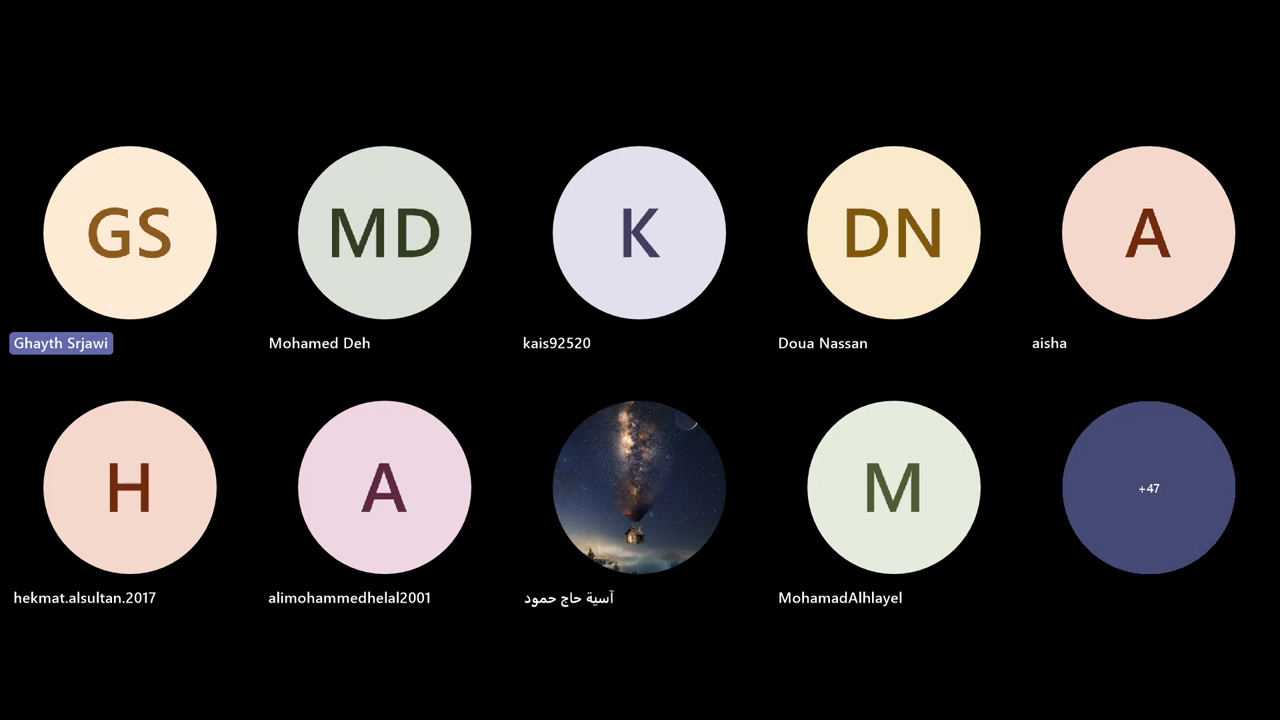 GS
MD
K
DN
A
Ghayth Srjawi
Mohamed Deh
kais92520
Doua Nassan
aisha
H
A
M
+47
hekmat.alsultan.2017
alimohammedhelal2001
آسية حاج حمود
MohamadAlhlayel